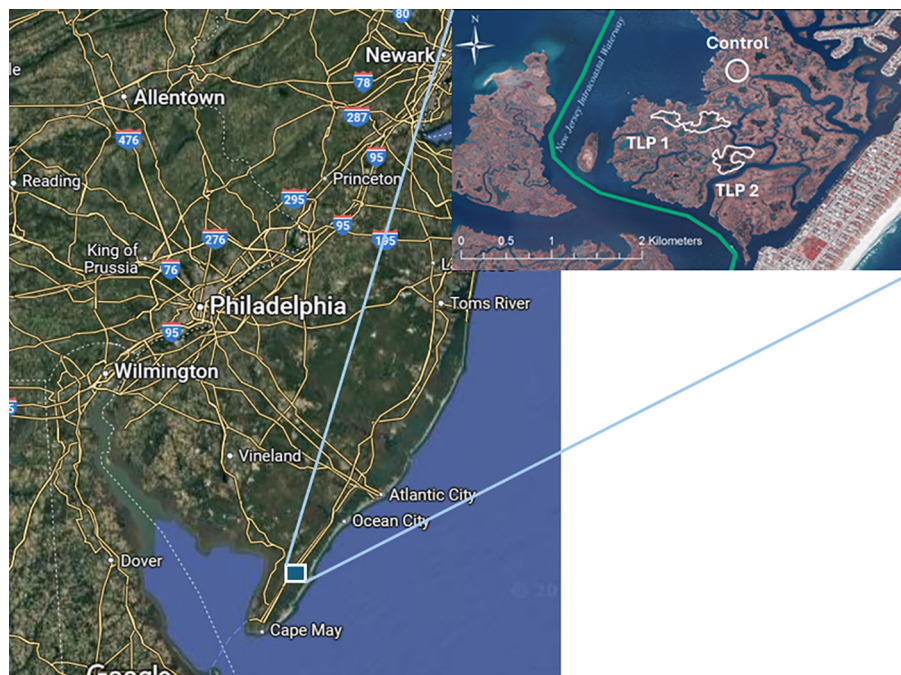 80
Newark
78
Allentown
287
476
95
Reading
Princeton
295
95
276
195
King of
Prussia
76
Philadelphia
Toms River
95
Wilmington
Vineland
Atlantic City
Ocean City
Dover
Cape May
Google
N
New Jersey Intracoastal Waterway
Control
TLP 1
TLP 2
0 0.5 1 2 Kilometers